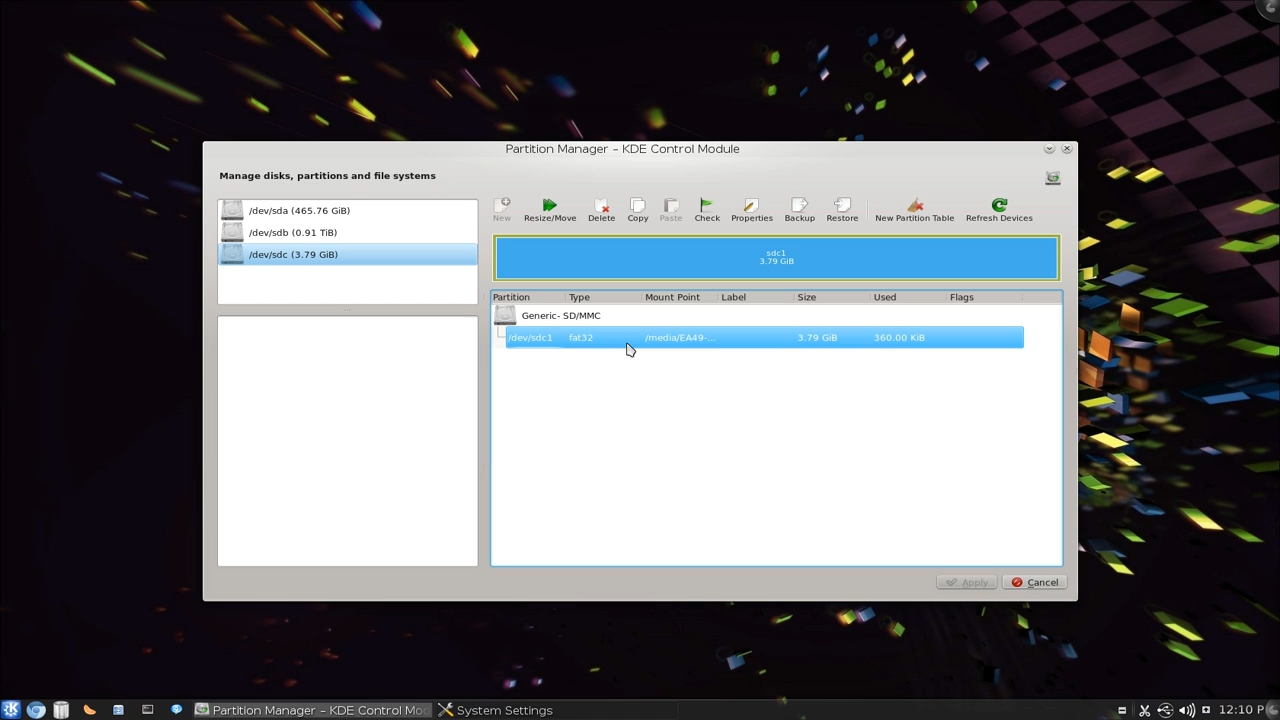 Partition Manager – KDE Control Module
Manage disks, partitions and file systems
/dev/sda (465.76 GiB)
/dev/sdb (0.91 TiB)
/dev/sdc (3.79 GiB)
New Resize/Move Delete Copy Paste Check Properties Backup Restore New Partition Table Refresh Devices
sdc1
3.79 GiB
Partition Type Mount Point Label Size Used Flags
Generic- SD/MMC
/dev/sdc1 fat32 /media/EA49-... 3.79 GiB 360.00 KiB
Apply Cancel
Partition Manager – KDE Control Moc System Settings 12:10 P